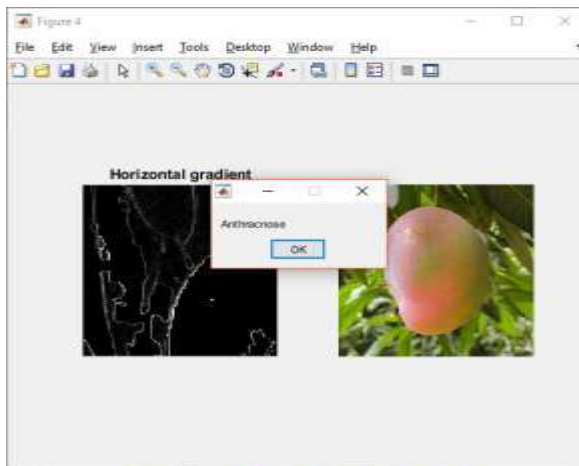 Figure 4
File Edit View Insert Tools Desktop Window Help
Horizontal gradient
Anthracnose
OK